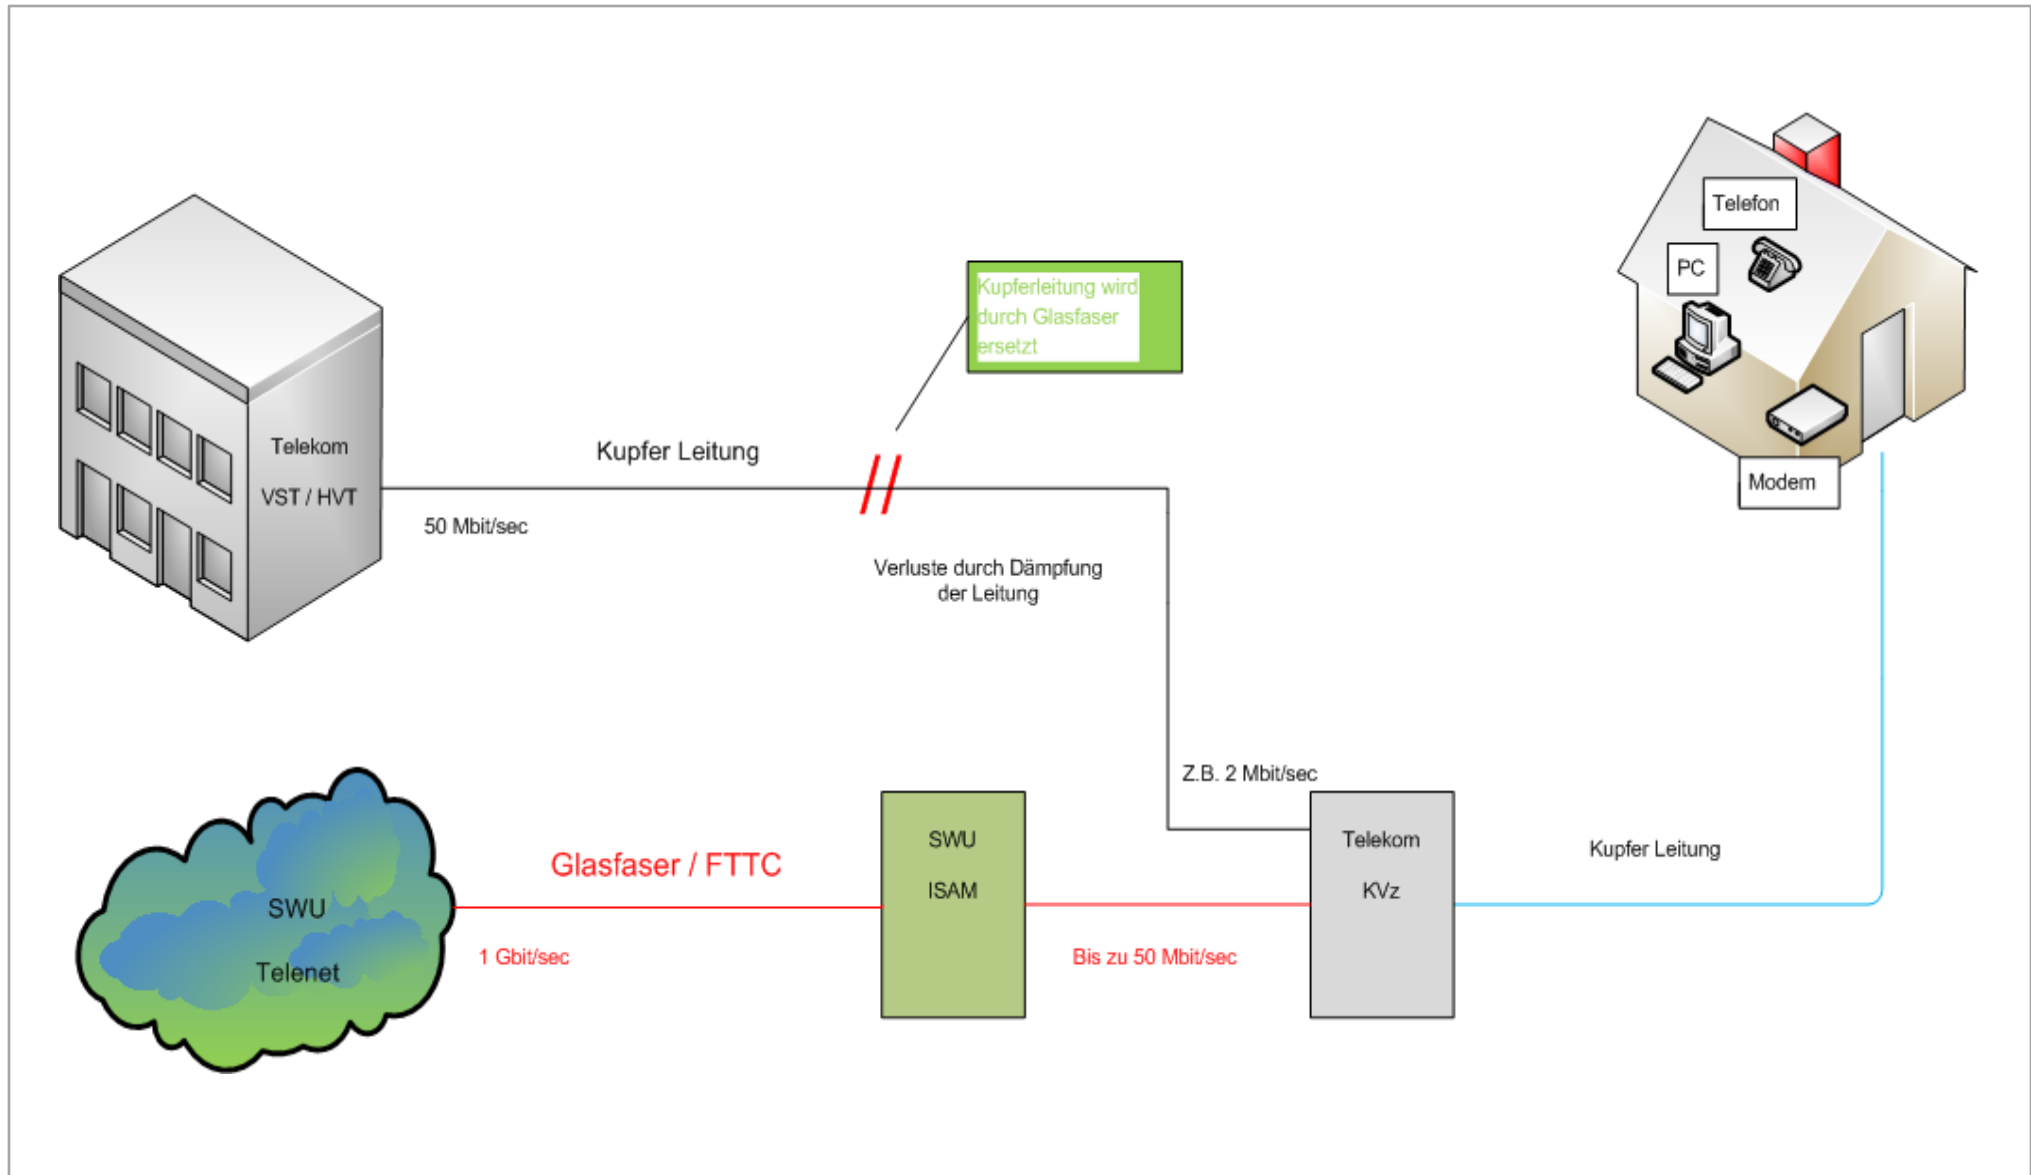 Telefon
PC
Kupferleitung wird
durch Glasfaser
ersetzt
Telekom
VST / HVT
Kupfer Leitung
50 Mbit/sec
Modem
Verluste durch Dämpfung
der Leitung
Z.B. 2 Mbit/sec
SWU
Telenet
Glasfaser / FTTC
1 Gbit/sec
SWU
ISAM
Bis zu 50 Mbit/sec
Telekom
KVz
Kupfer Leitung